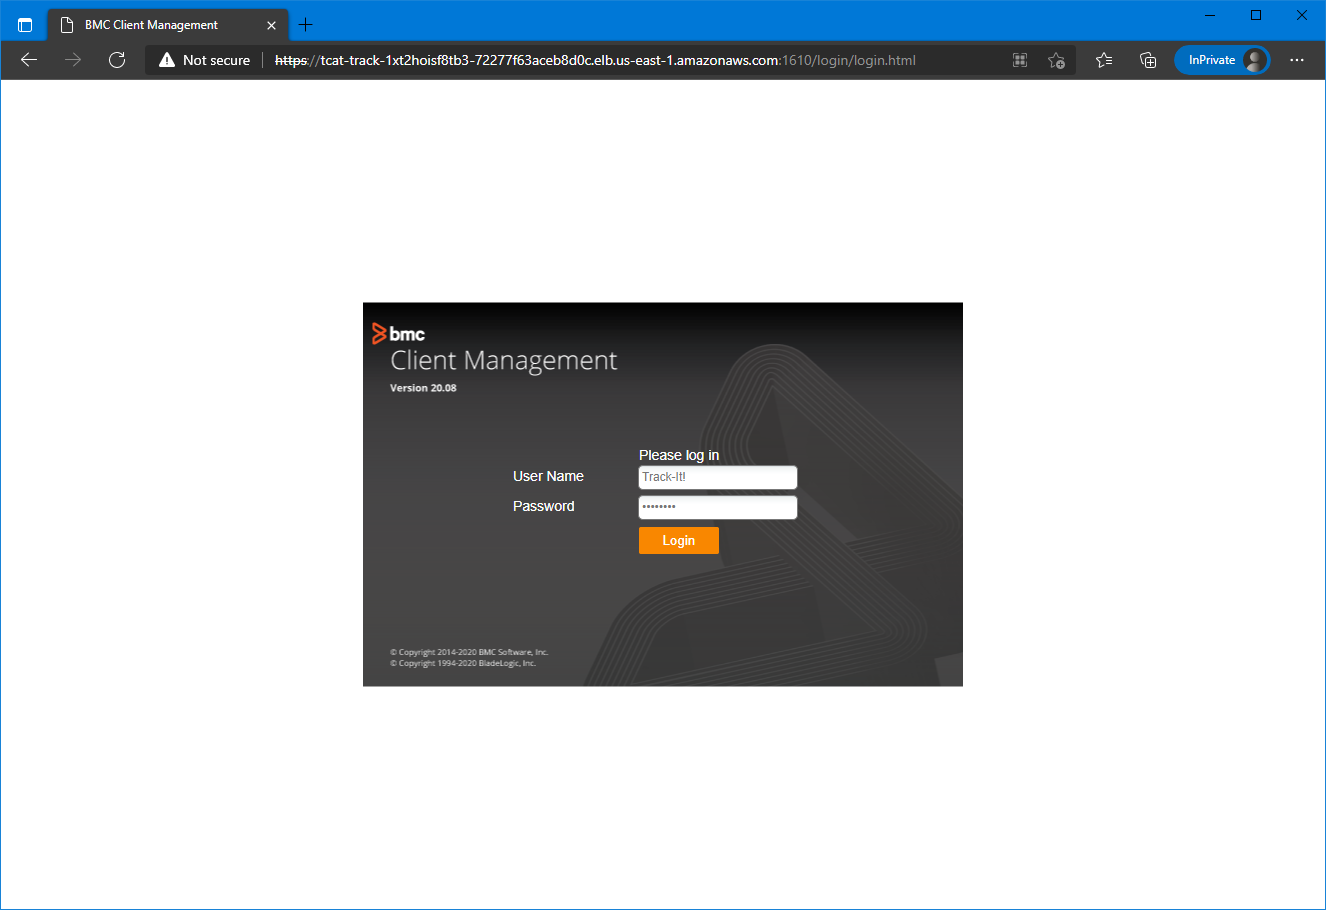 BMC Client Management
Not secure
https://tcat-track-1xt2hoisf8tb3-72277f63aceb8d0c.elb.us-east-1.amazonaws.com:1610/login/login.html
InPrivate
bmc
Client Management
Version 20.08
Please log in
User Name
Track-It!
Password
••••••••
Login
© Copyright 2014-2020 BMC Software, Inc.
© Copyright 1994-2020 BladeLogic, Inc.